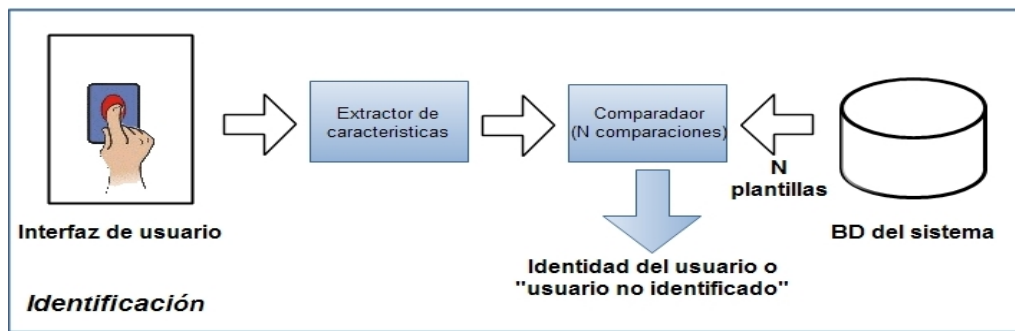 Extractor de
caracteristicas
Comparadaor
(N comparaciones)
N
plantillas
Interfaz de usuario
BD del sistema
Identidad del usuario o
"usuario no identificado"
Identificación